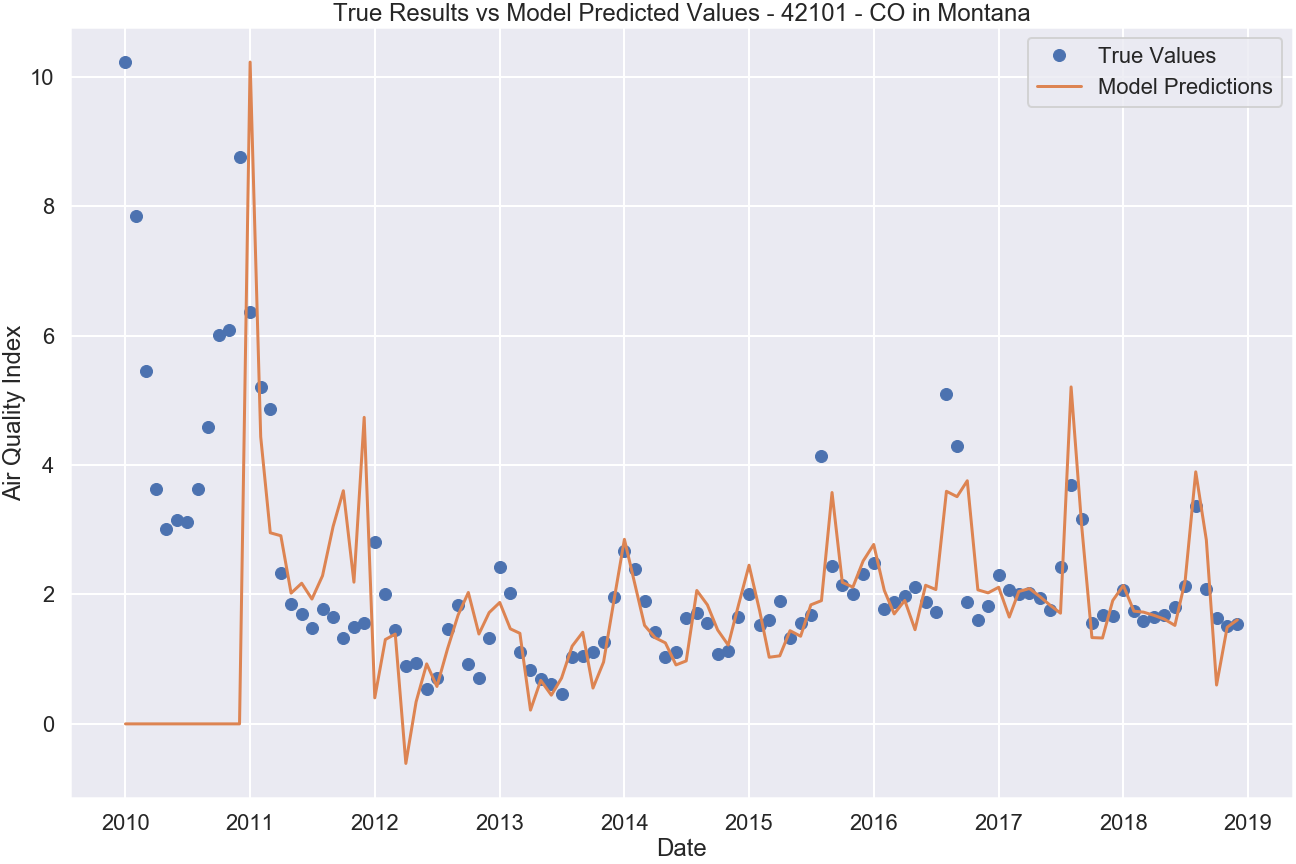 True Results vs Model Predicted Values - 42101 - CO in Montana
True Values
Model Predictions
10
8
6
4
2
0
Air Quality Index
2010 2011 2012 2013 2014 2015 2016 2017 2018 2019
Date